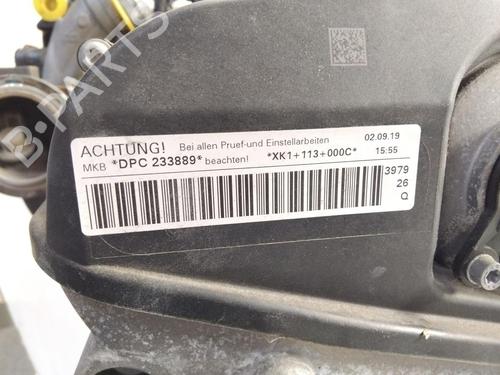 ACHTUNG! Bei allen Pruef-und Einstellarbeiten 02.09.19
MKB *DPC 233889* beachten! *XK1+113+000C* 15:55
3979
26
Q
B-PARTS